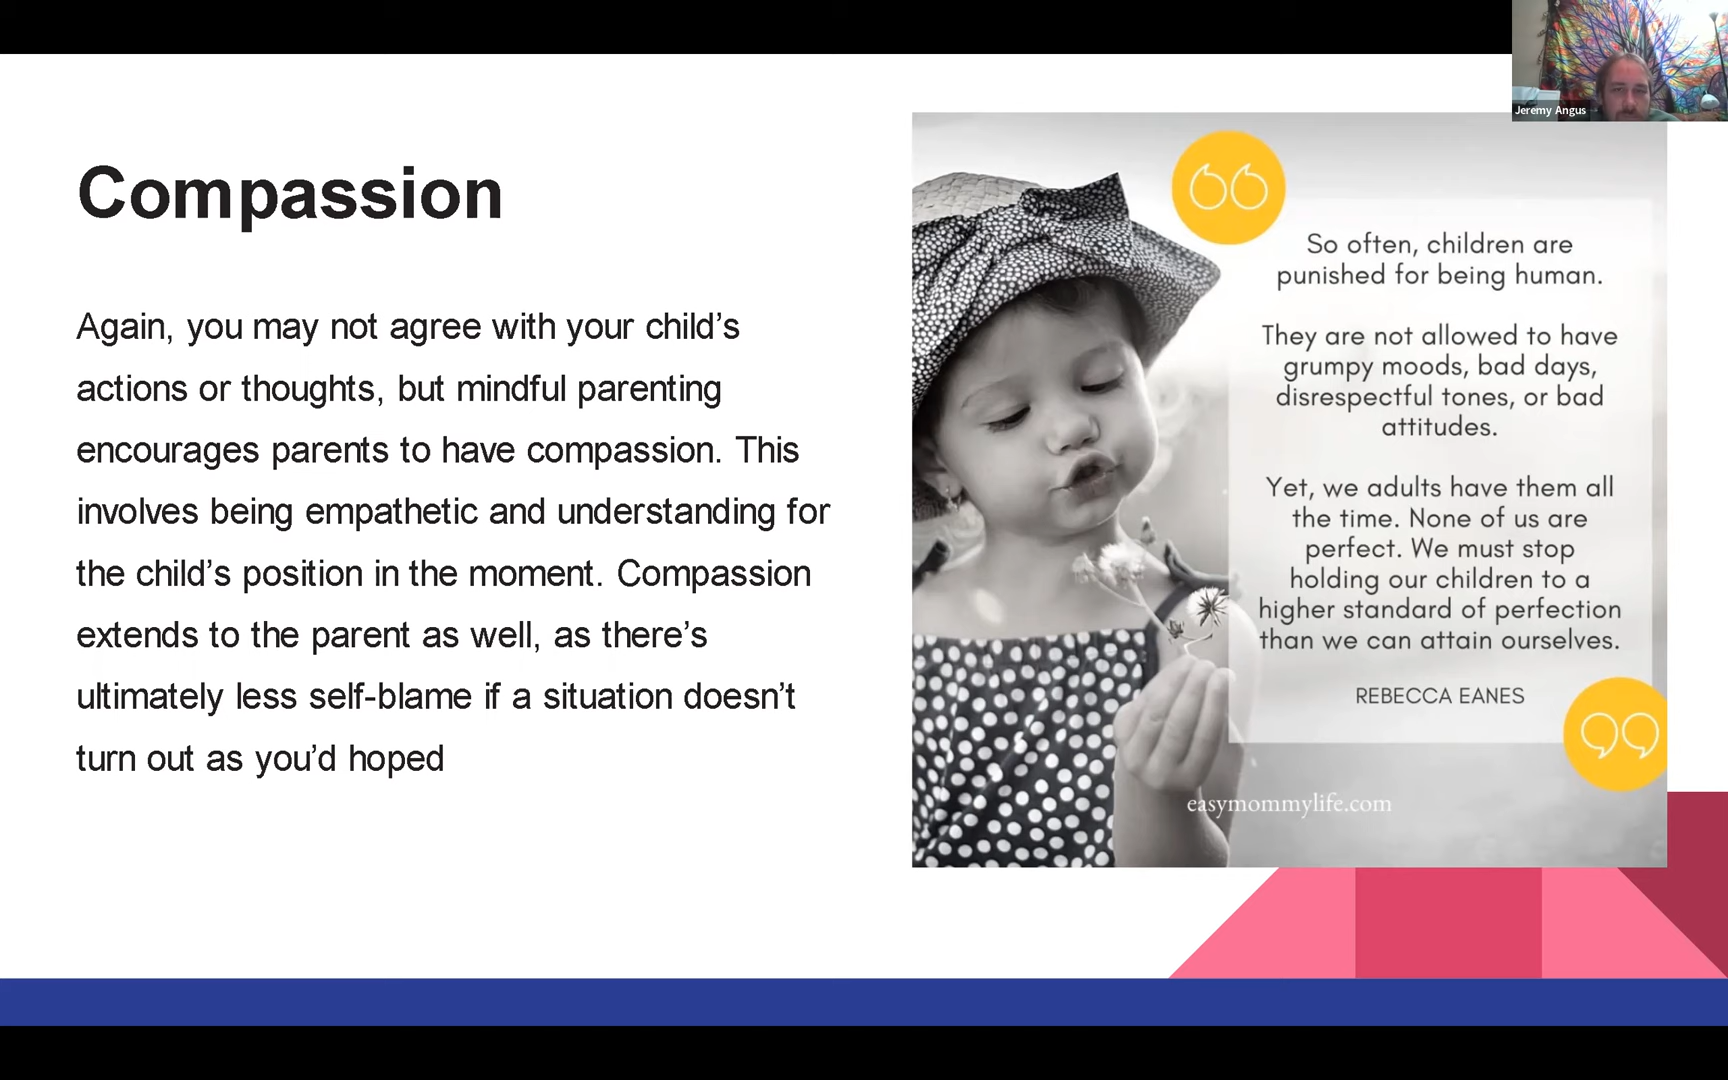 Jeremy Angus
Compassion
Again, you may not agree with your child’s
actions or thoughts, but mindful parenting
encourages parents to have compassion. This
involves being empathetic and understanding for
the child’s position in the moment. Compassion
extends to the parent as well, as there’s
ultimately less self-blame if a situation doesn’t
turn out as you’d hoped
So often, children are
punished for being human.
They are not allowed to have
grumpy moods, bad days,
disrespectful tones, or bad
attitudes.
Yet, we adults have them all
the time. None of us are
perfect. We must stop
holding our children to a
higher standard of perfection
than we can attain ourselves.
REBECCA EANES
easymommylife.com